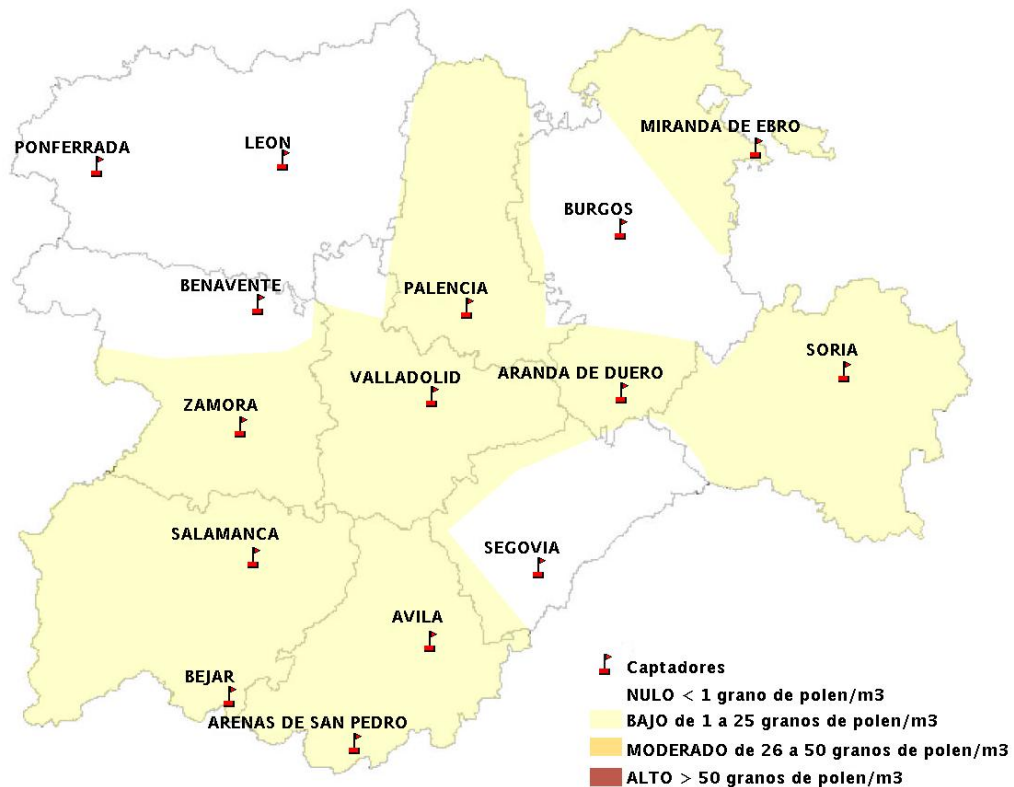 MIRANDA DE EBRO
PONFERRADA
LEON
BURGOS
BENAVENTE
PALENCIA
SORIA
VALLADOLID
ARANDA DE DUERO
ZAMORA
SALAMANCA
SEGOVIA
AVILA
BEJAR
ARENAS DE SAN PEDRO
Captadores
NULO < 1 grano de polen/m3
BAJO de 1 a 25 granos de polen/m3
MODERADO de 26 a 50 granos de polen/m3
ALTO > 50 granos de polen/m3